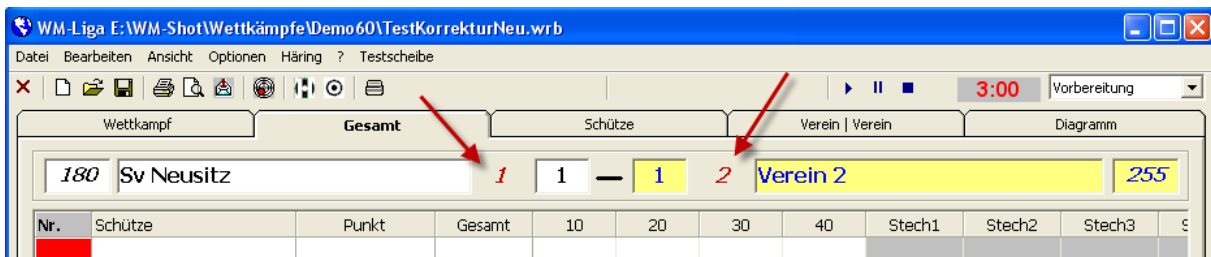 WM-Liga E:\WM-Shot\Wettkämpfe\Demo60\TestKorrekturNeu.wrb
Datei Bearbeiten Ansicht Optionen Häring ? Testscheibe
3:00 Vorbereitung
Wettkampf Gesamt Schütze Verein | Verein Diagramm
180 Sv Neusitz 1 1 — 1 2 Verein 2 255
Nr. Schütze Punkt Gesamt 10 20 30 40 Stech1 Stech2 Stech3